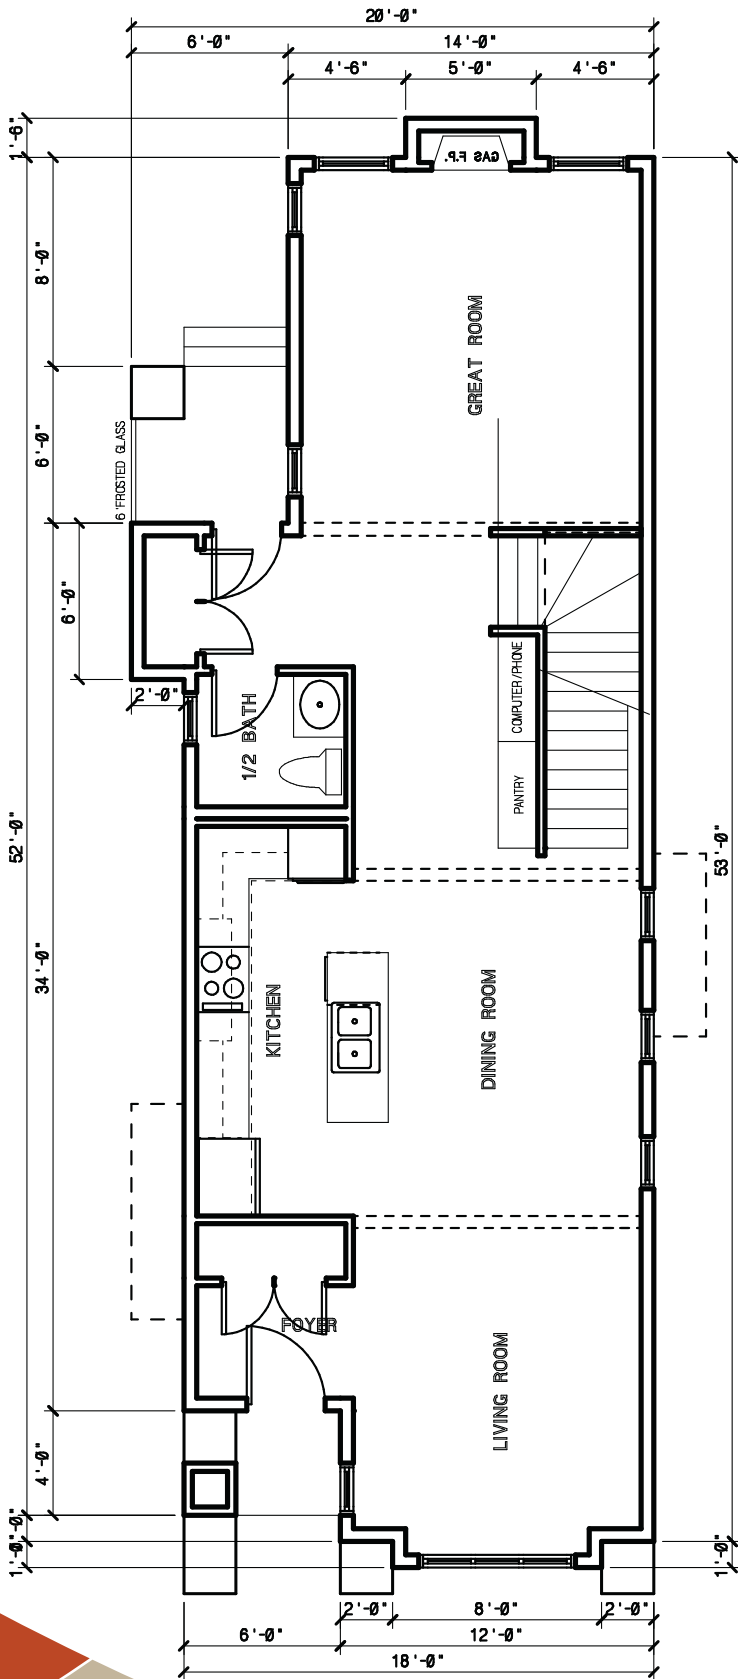 20'-0"
6'-0"
14'-0"
4'-6"
5'-0"
4'-6"
1'-6"
GAS F.P.
8'-0"
GREAT ROOM
6'-0"
6'FROSTED GLASS
6'-0"
2'-0"
1/2 BATH
COMPUTER/PHONE
PANTRY
52'-0"
53'-0"
34'-0"
KITCHEN
DINING ROOM
FOYER
LIVING ROOM
4'-0"
1'-0"
1'-0"
1'-0"
2'-0"
8'-0"
2'-0"
6'-0"
12'-0"
18'-0"